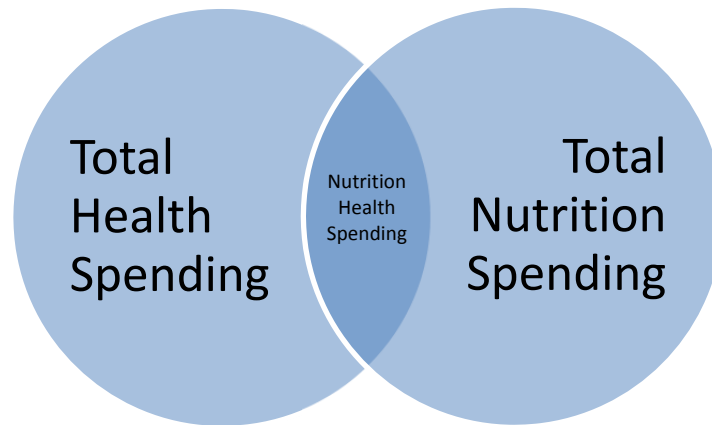 Total
Health
Spending
Nutrition
Health
Spending
Total
Nutrition
Spending